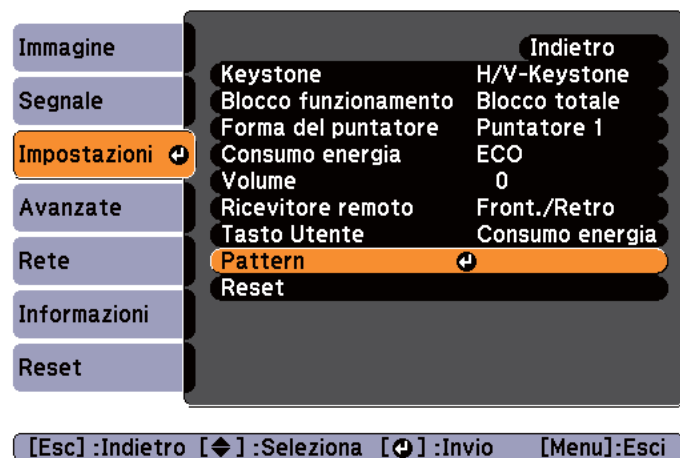 Immagine
Segnale
Impostazioni
Avanzate
Rete
Informazioni
Reset
Indietro
Keystone H/V-Keystone
Blocco funzionamento Blocco totale
Forma del puntatore Puntatore 1
Consumo energia ECO
Volume 0
Ricevitore remoto Front./Retro
Tasto Utente Consumo energia
Pattern
Reset
[Esc] :Indietro [◆] :Seleziona [↵] :Invio [Menu]:Esci